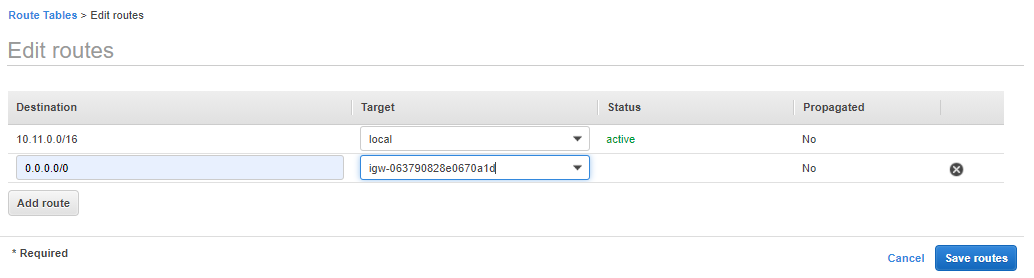 Route Tables > Edit routes
Edit routes
Destination Target Status Propagated
10.11.0.0/16 local active No
0.0.0.0/0 igw-063790828e0670a1d No
Add route
* Required
Cancel Save routes